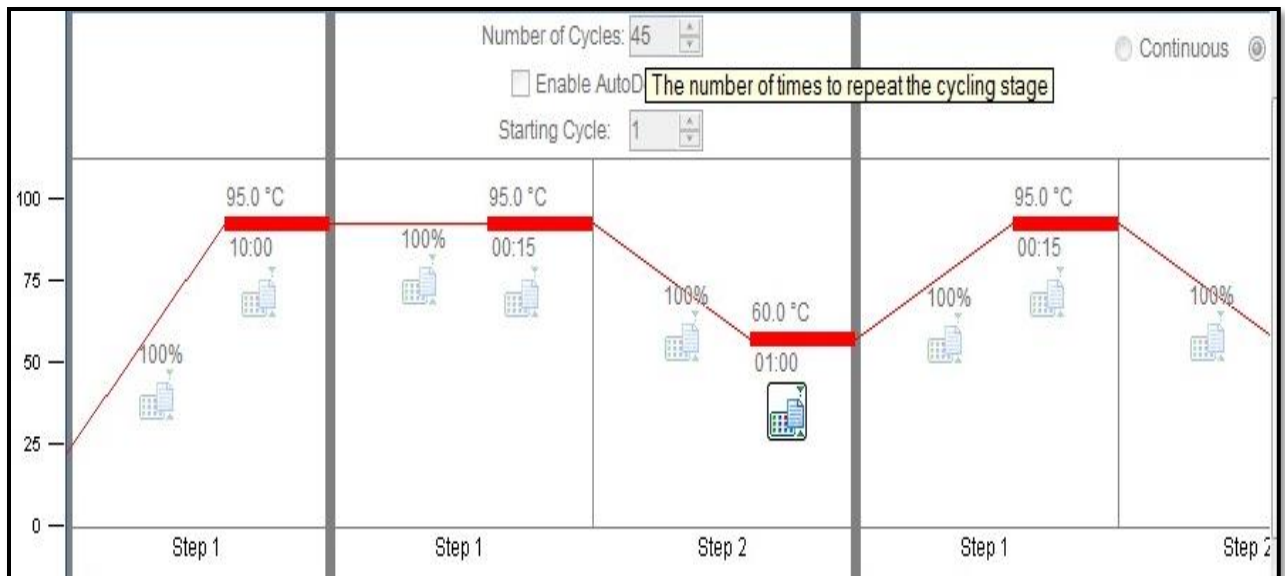 Number of Cycles: 45
Continuous
Enable AutoD
The number of times to repeat the cycling stage
Starting Cycle: 1
100
75
50
25
0
95.0 °C
10:00
100%
95.0 °C
100%
00:15
100%
60.0 °C
01:00
95.0 °C
100%
00:15
100%
Step 1
Step 1
Step 2
Step 1
Step 2